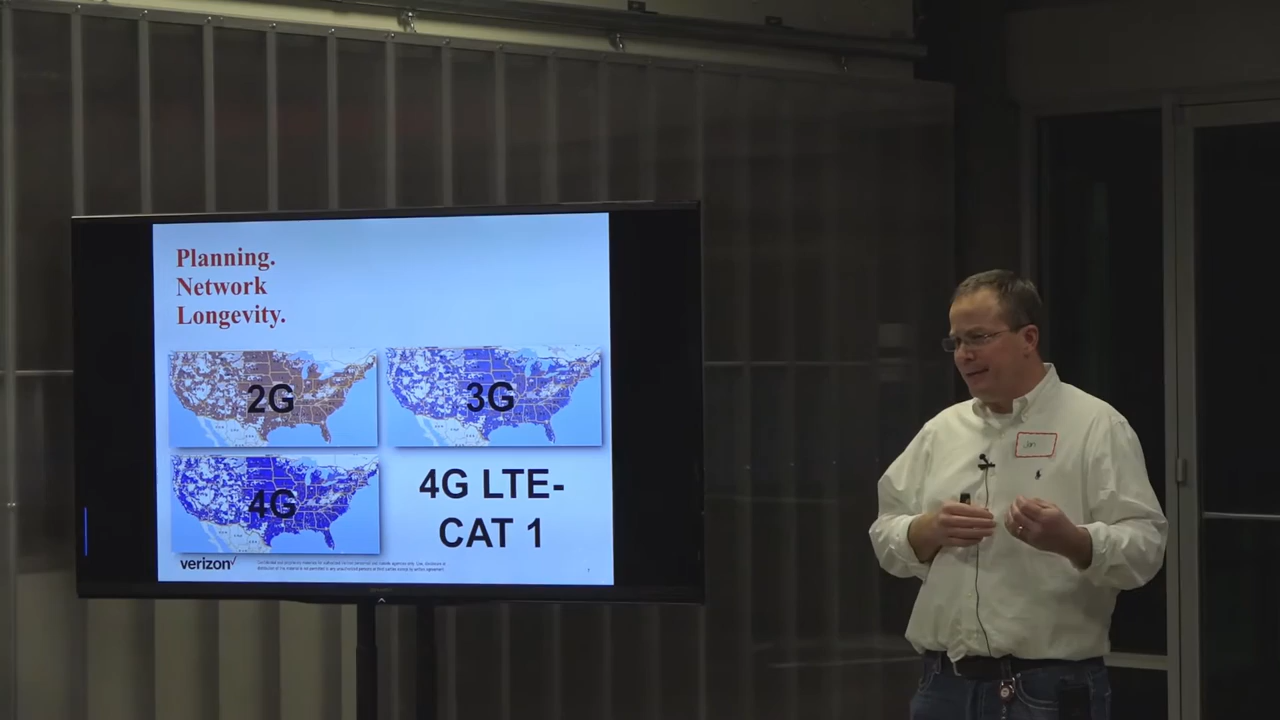 Planning.
Network
Longevity.
2G
3G
4G
4G LTE-
CAT 1
verizon